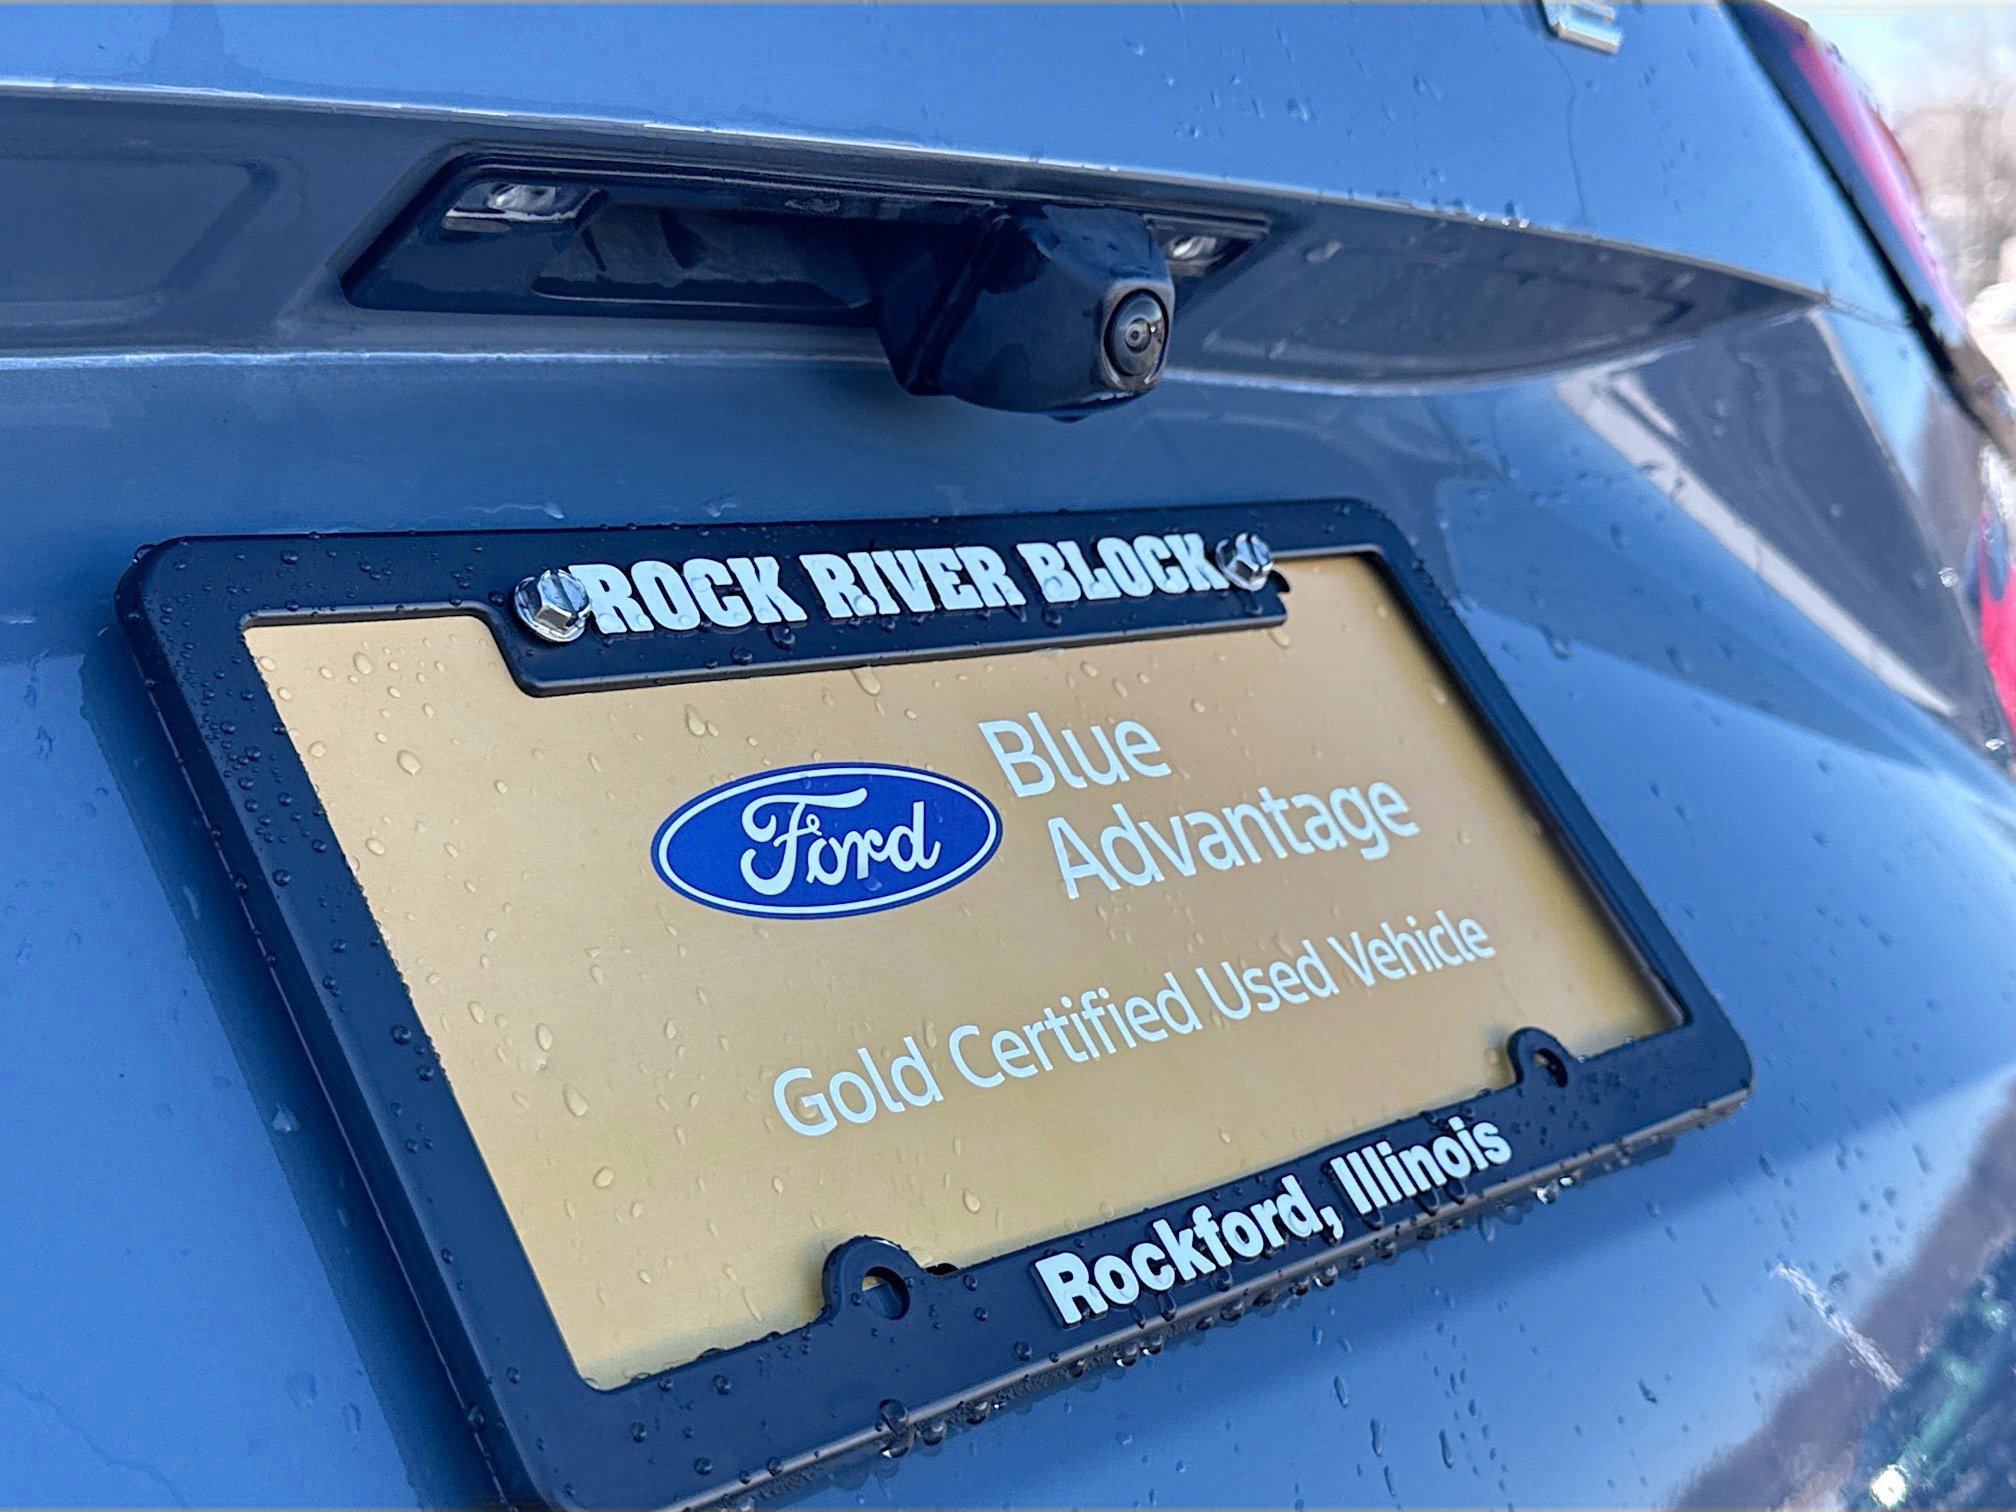 E
ROCK RIVER BLOCK
Ford
Blue
Advantage
Gold Certified Used Vehicle
Rockford, Illinois